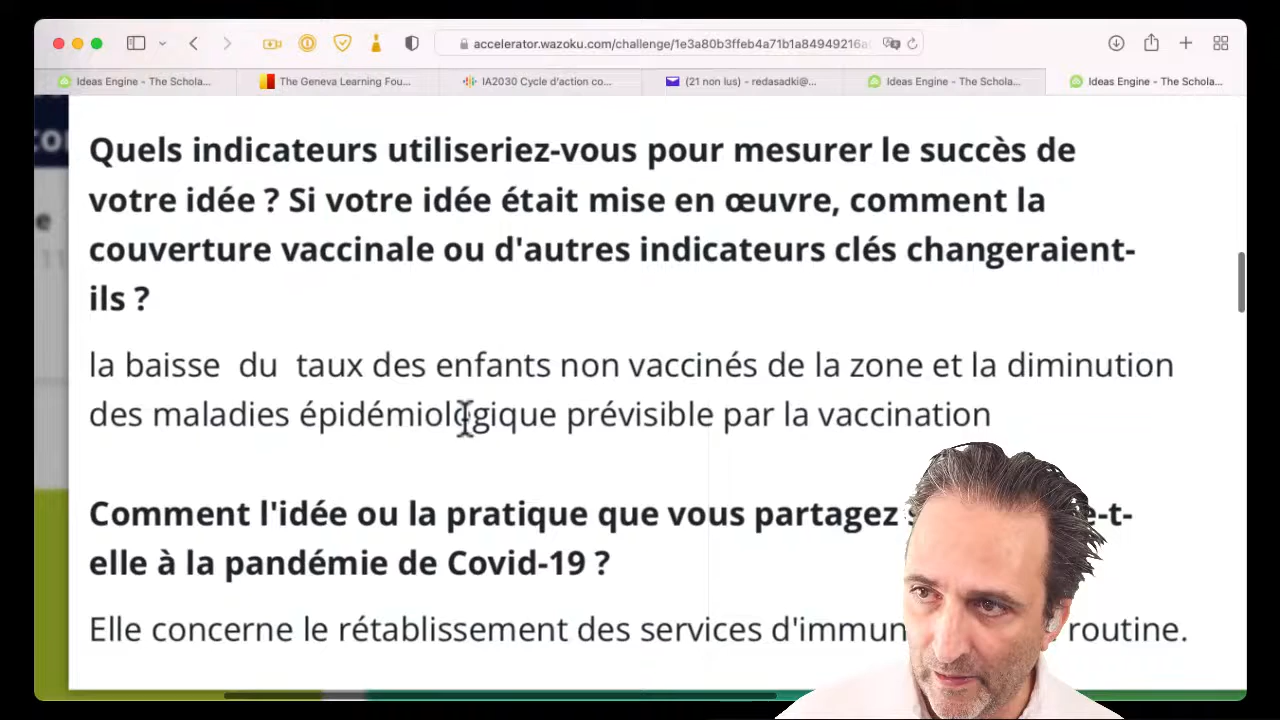 accelerator.wazoku.com/challenge/1e3a80b3ffeb4a71b1a84949216a
Ideas Engine - The Schola...
The Geneva Learning Fou...
IA2030 Cycle d'action co...
(21 non lus) - redasadki@...
Ideas Engine - The Schola...
Ideas Engine - The Schola...
Quels indicateurs utiliseriez-vous pour mesurer le succès de
votre idée ? Si votre idée était mise en œuvre, comment la
couverture vaccinale ou d'autres indicateurs clés changeraient-
ils ?
la baisse du taux des enfants non vaccinés de la zone et la diminution
des maladies épidémiologique prévisible par la vaccination
Comment l'idée ou la pratique que vous partagez
elle à la pandémie de Covid-19 ?
Elle concerne le rétablissement des services routine.